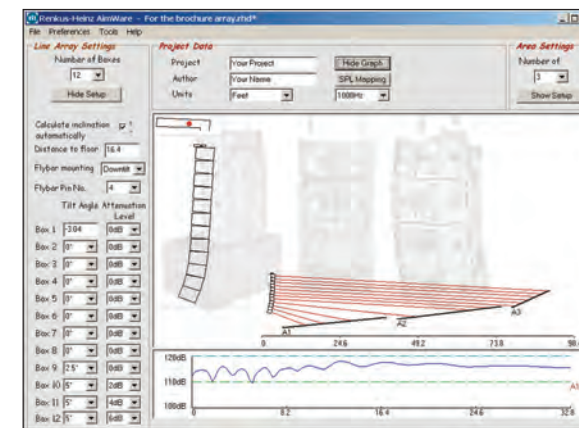 Renkus-Heinz AimWare - For the brochure array.rhd*
File Preferences Tools Help
Line Array Settings
Number of Boxes
12
Hide Setup
Calculate inclination
automatically
Distance to floor 16.4
Flybar mounting Downtilt
Flybar Pin No. 4
Tilt Angle Attenuation
Level
Box 1 -3.04 0dB
Box 2 0° 0dB
Box 3 0° 0dB
Box 4 0° 0dB
Box 5 0° 0dB
Box 6 0° 0dB
Box 7 0° 0dB
Box 8 0° 0dB
Box 9 2.5° 0dB
Box 10 5° 2dB
Box 11 5° 4dB
Box 12 5° 6dB
Project Data
Project Your Project Hide Graph
Author Your Name SPL Mapping
Units Feet 1000Hz
Area Settings
Number of
3
Show Setup
A1 A2 A3
0 24.6 49.2 73.8
120dB
110dB
100dB
0 8.2 16.4 24.6 32.8